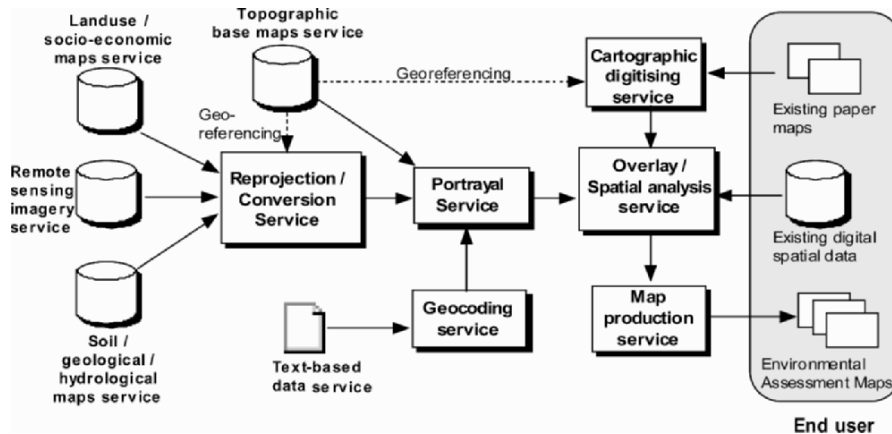 Landuse /
socio-economic
maps service
Topographic
base maps service
Georeferencing
Geo-
referencing
Cartographic
digitising
service
Existing paper
maps
Remote
sensing
imagery
service
Reprojection /
Conversion
Service
Portrayal
Service
Overlay /
Spatial analysis
service
Existing digital
spatial data
Soil /
geological /
hydrological
maps service
Text-based
data service
Geocoding
service
Map
production
service
Environmental
Assessment Maps
End user